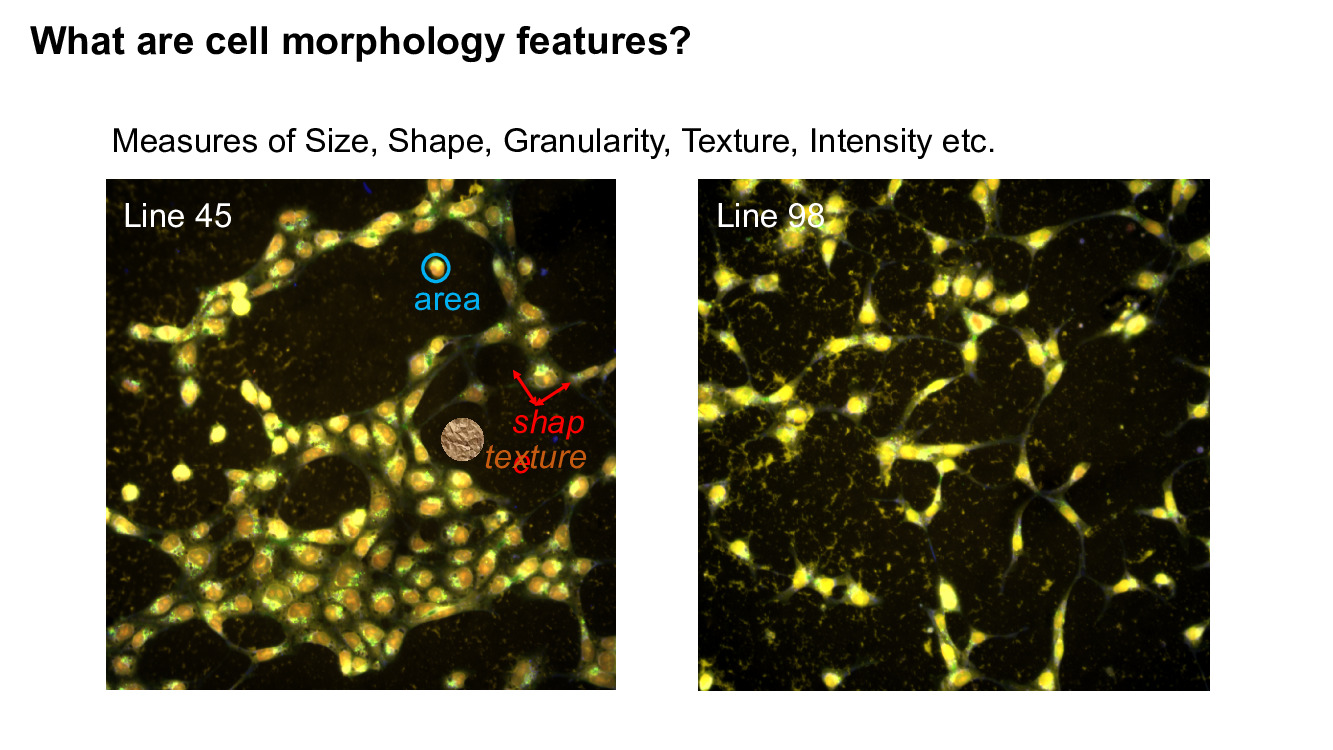 What are cell morphology features?
Measures of Size, Shape, Granularity, Texture, Intensity etc.
Line 45
Line 98
area
shap
e
texture